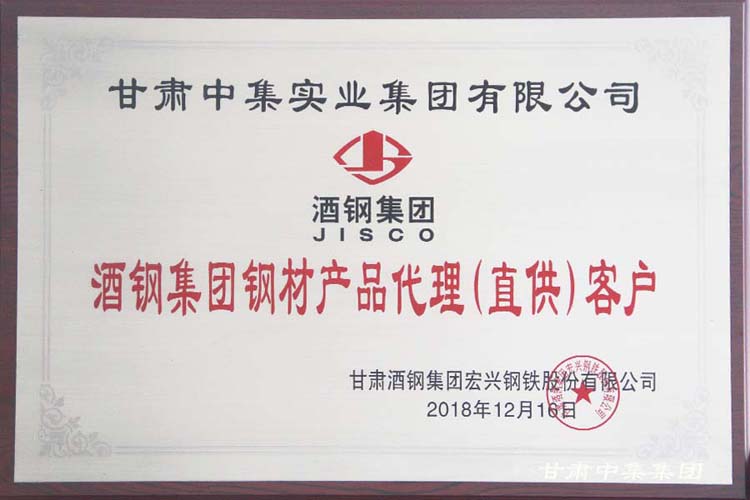 甘肃中集实业集团有限公司
酒钢集团
JISCO
酒钢集团钢材产品代理(直供)客户
甘肃酒钢集团宏兴钢铁股份有限公司
2018年12月16日
甘肃中集集团